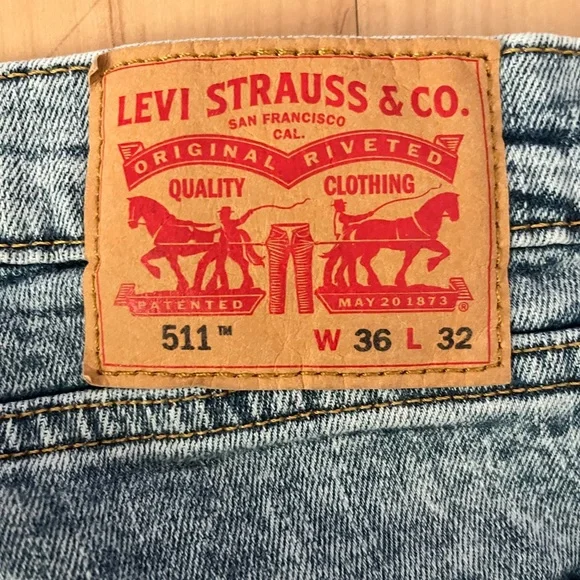 LEVI STRAUSS & CO.
SAN FRANCISCO
CAL.
ORIGINAL RIVETED
QUALITY CLOTHING
PATENTED MAY 20 1873 ®
511™ W 36 L 32